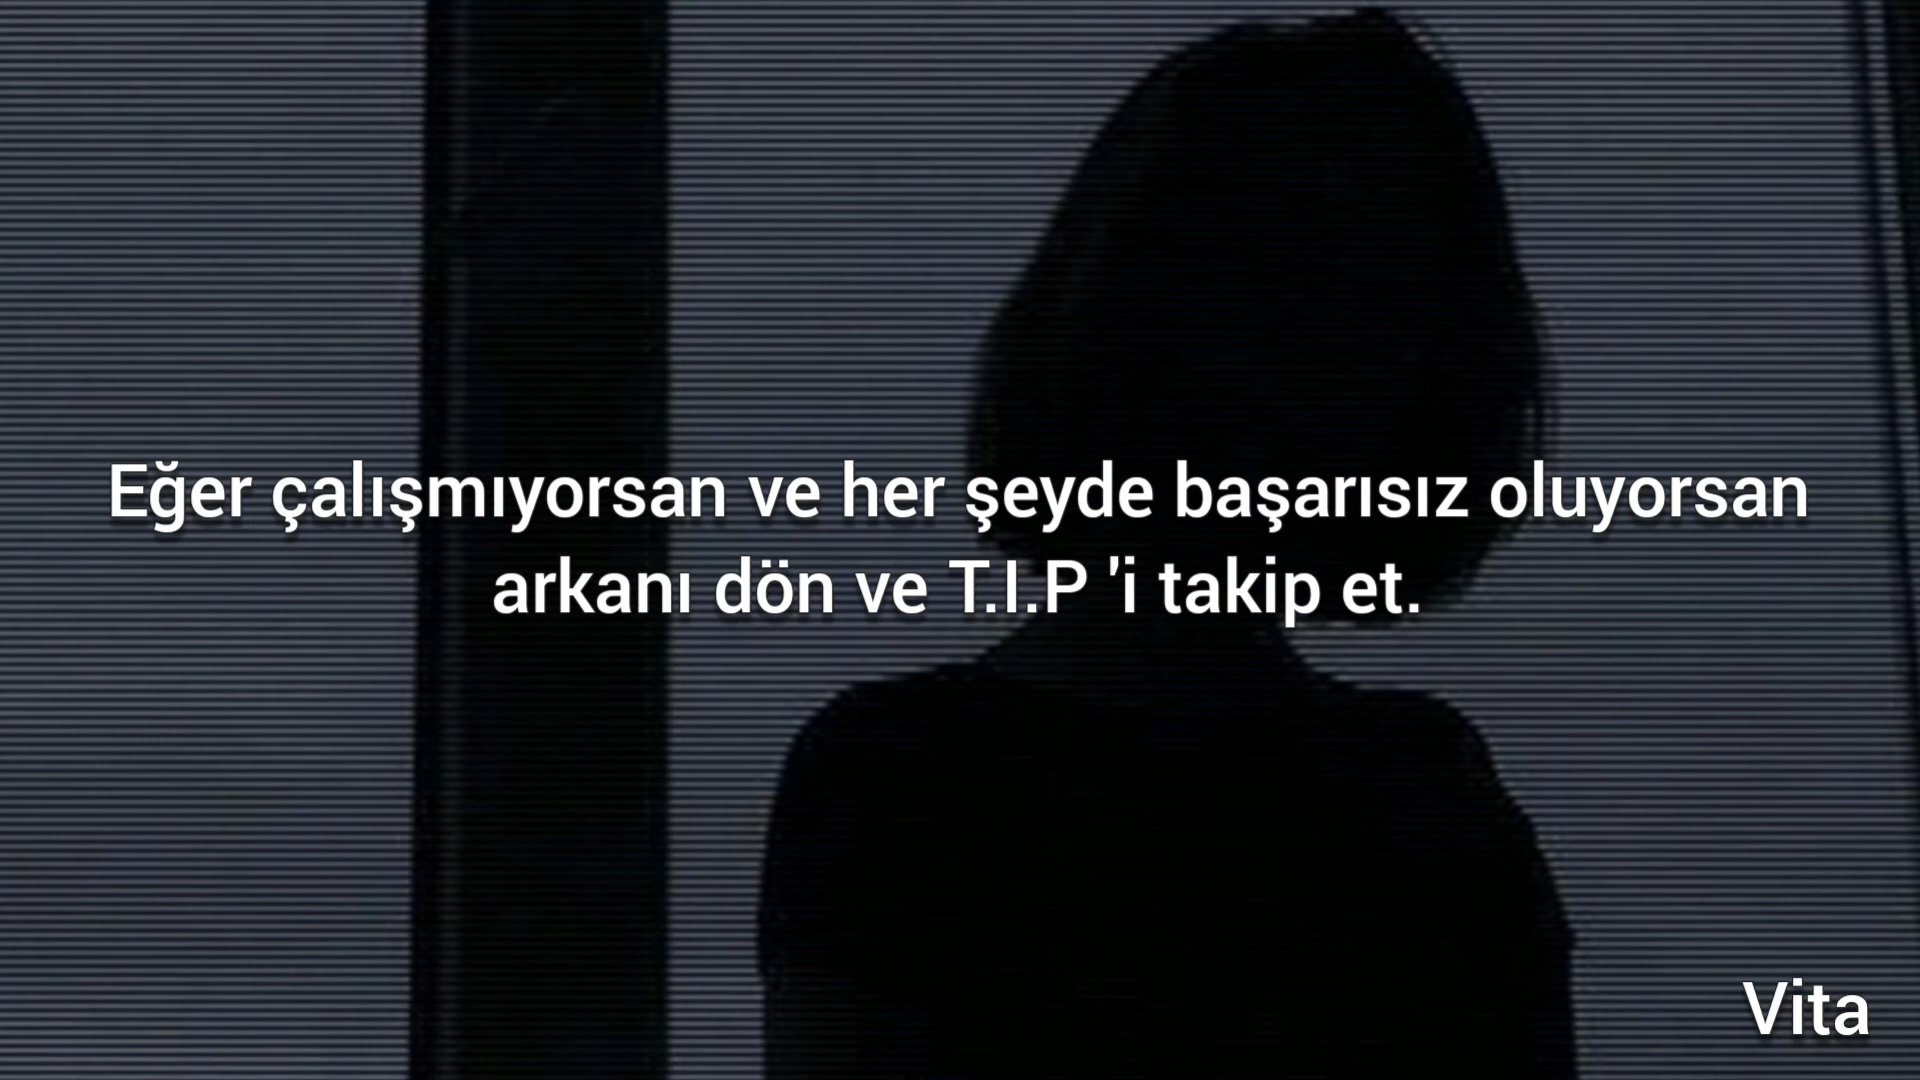 Eğer çalışmıyorsan ve her şeyde başarısız oluyorsan
arkanı dön ve T.I.P 'i takip et.
Vita